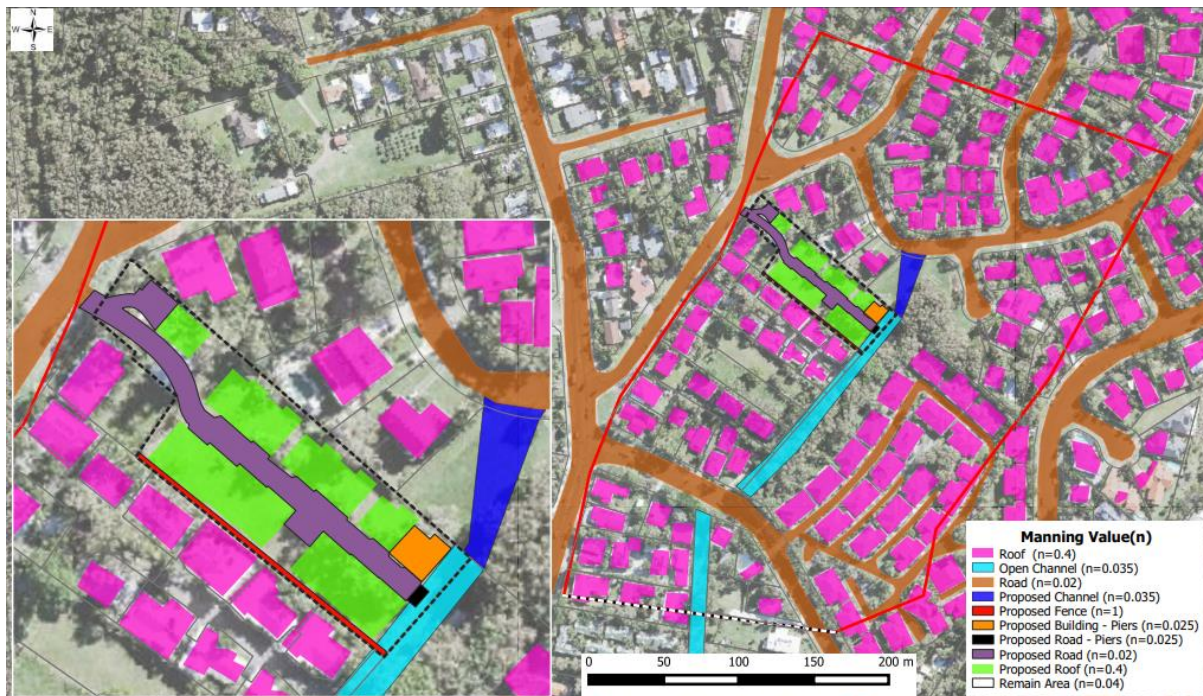 N
W E
S
Manning Value(n)
Roof (n=0.4)
Open Channel (n=0.035)
Road (n=0.02)
Proposed Channel (n=0.035)
Proposed Fence (n=1)
Proposed Building - Piers (n=0.025)
Proposed Road - Piers (n=0.025)
Proposed Road (n=0.02)
Proposed Roof (n=0.4)
Remain Area (n=0.04)
0 50 100 150 200 m